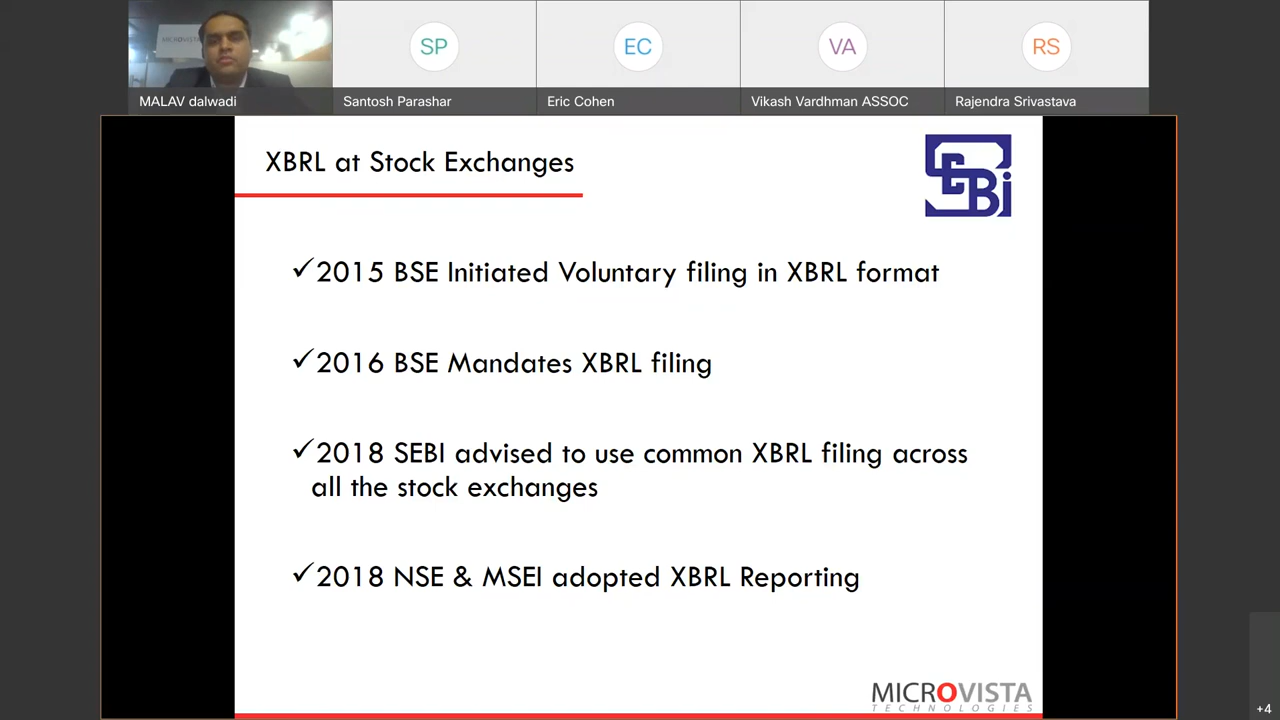 MICROVISTA
SP
EC
VA
RS
MALAV dalwadi
Santosh Parashar
Eric Cohen
Vikash Vardhman ASSOC
Rajendra Srivastava
XBRL at Stock Exchanges
SEBi
✓2015 BSE Initiated Voluntary filing in XBRL format
✓2016 BSE Mandates XBRL filing
✓2018 SEBI advised to use common XBRL filing across
all the stock exchanges
✓2018 NSE & MSEI adopted XBRL Reporting
MICROVISTA
TECHNOLOGIES
+4